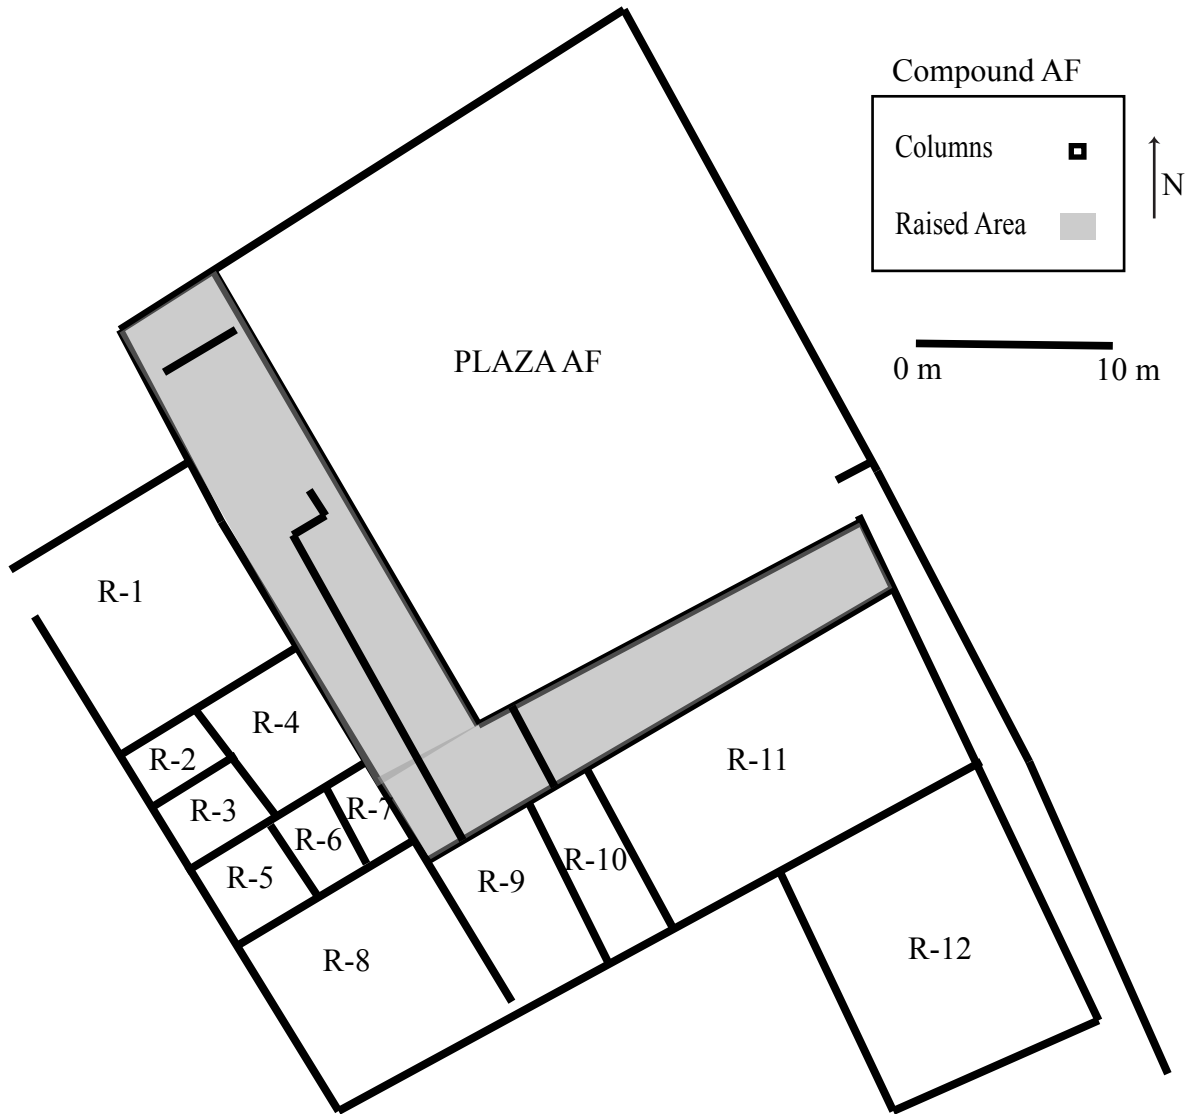 Compound AF
Columns
N
Raised Area
PLAZA AF
0 m
10 m
R-1
R-4
R-2
R-11
R-3
R-7
R-6
R-10
R-5
R-9
R-12
R-8